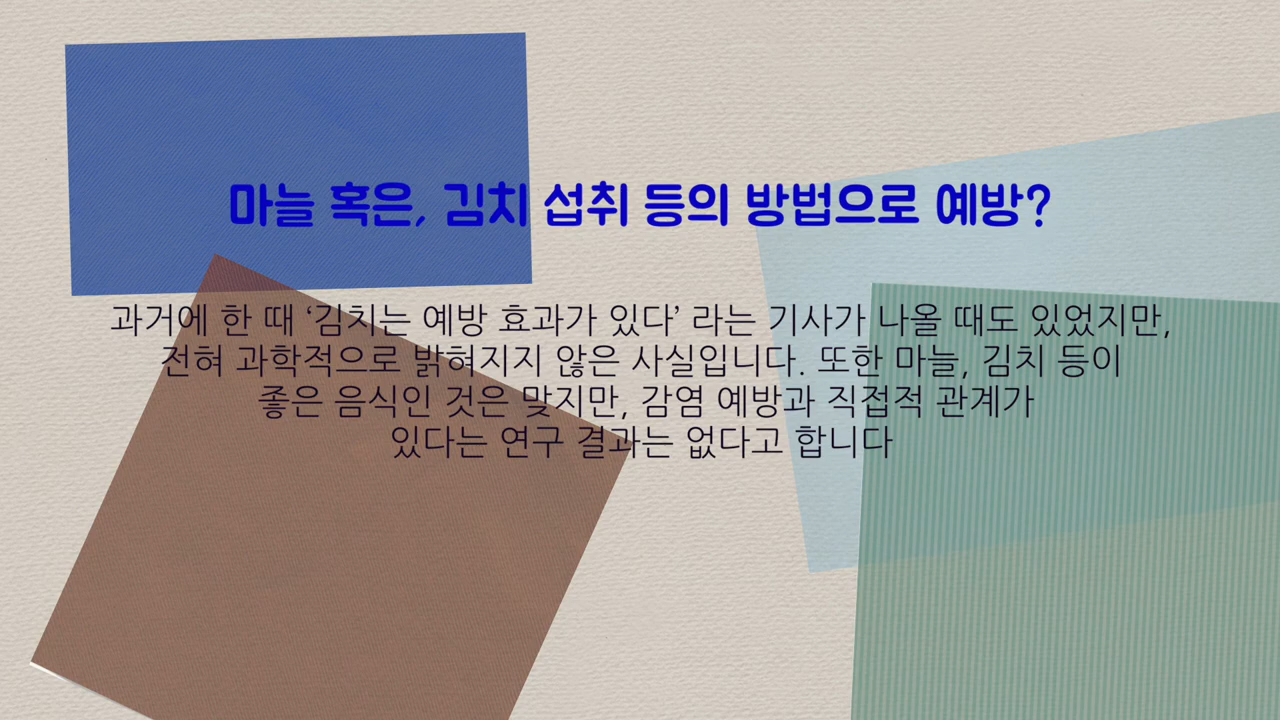 마늘 혹은, 김치 섭취 등의 방법으로 예방?
과거에 한 때 ‘김치는 예방 효과가 있다’ 라는 기사가 나올 때도 있었지만,
전혀 과학적으로 밝혀지지 않은 사실입니다. 또한 마늘, 김치 등이
좋은 음식인 것은 맞지만, 감염 예방과 직접적 관계가
있다는 연구 결과는 없다고 합니다